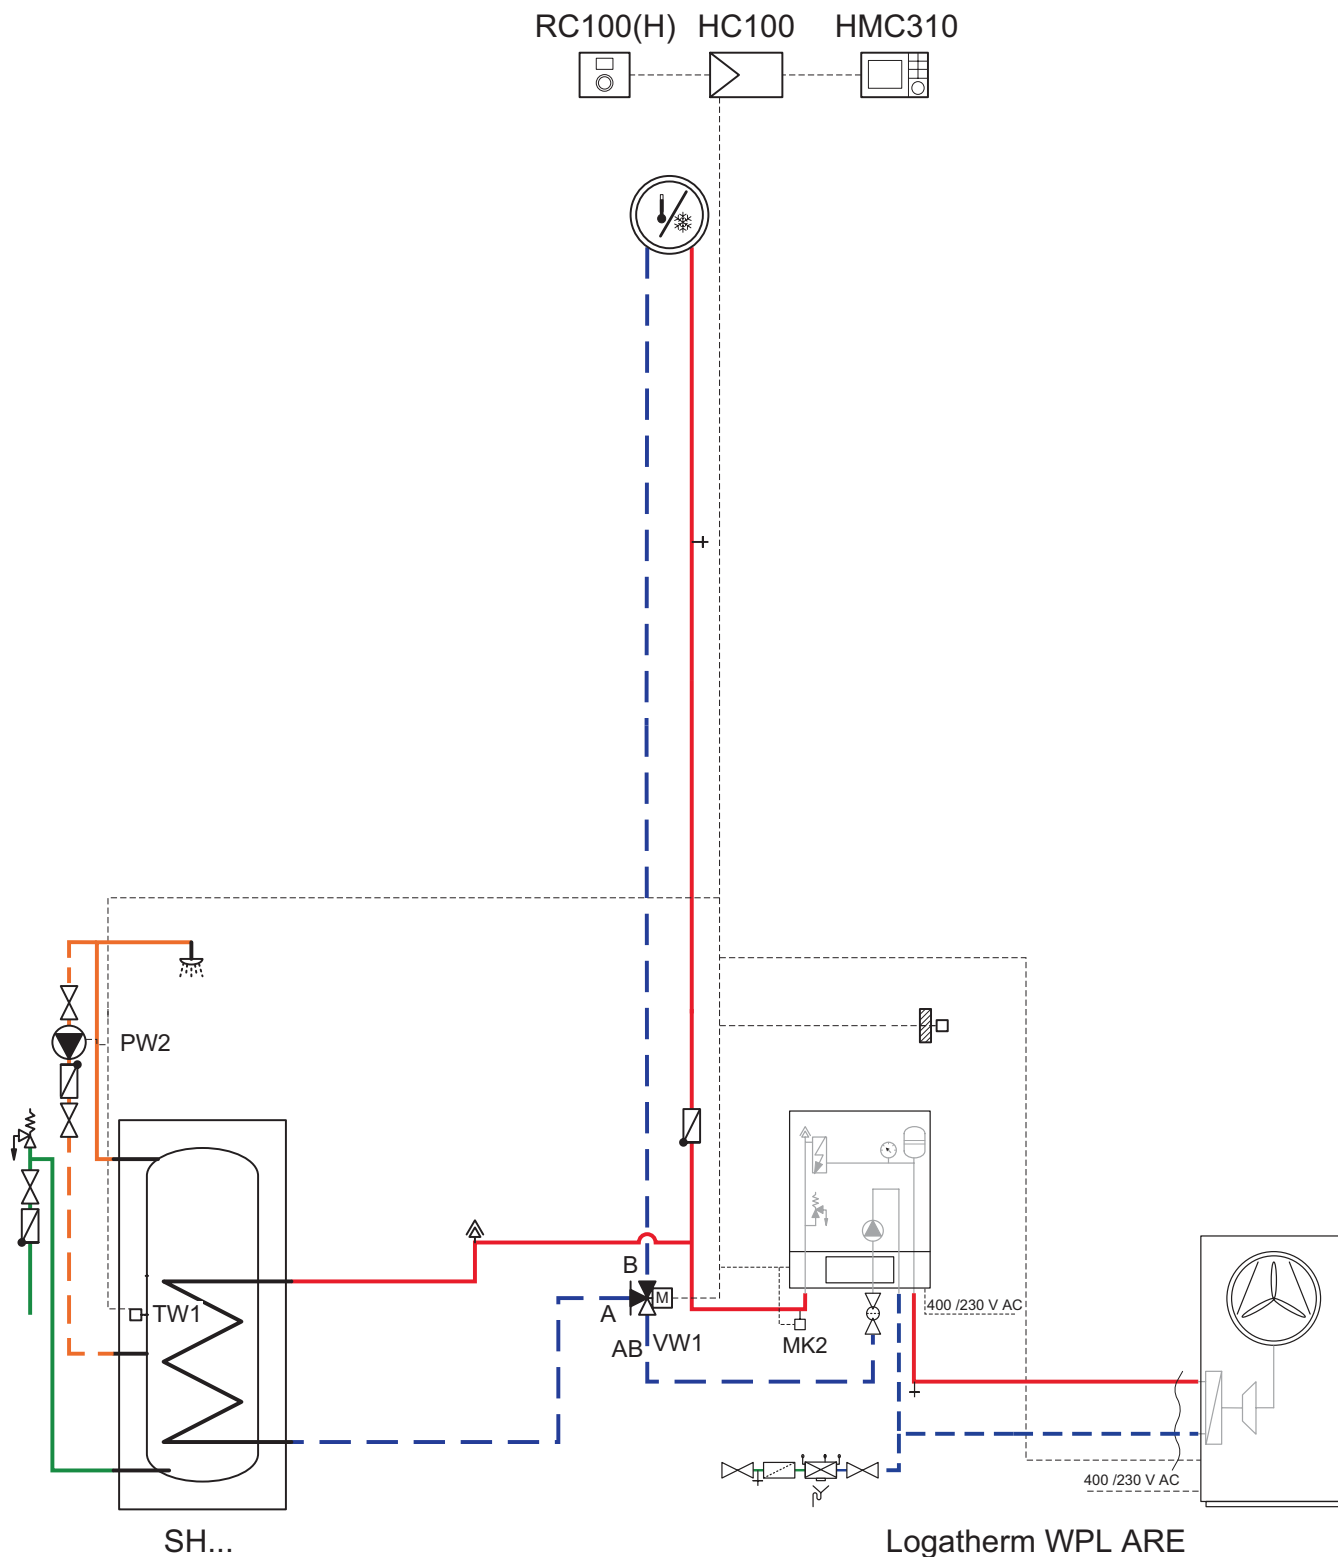 RC100(H) HC100 HMC310
PW2
TW1
B
M
A
AB
VW1
MK2
400 /230 V AC
400 /230 V AC
SH...
Logatherm WPL ARE